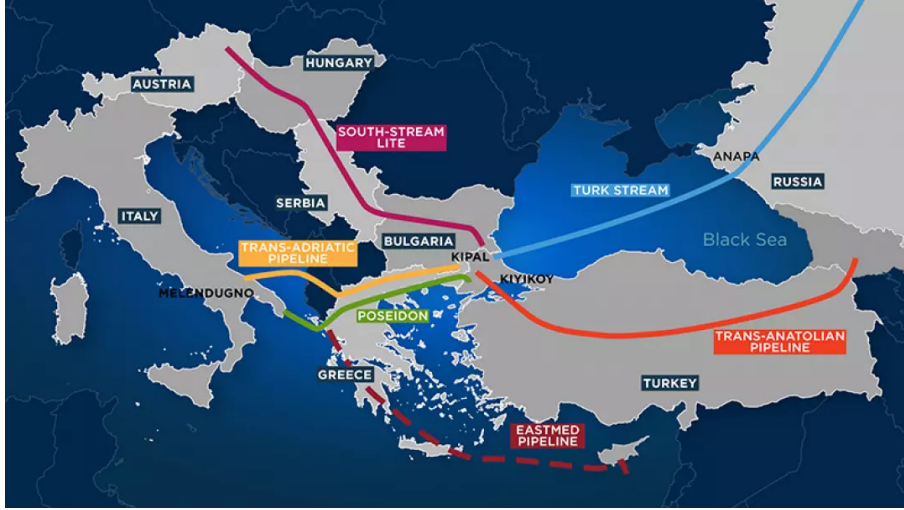 HUNGARY
AUSTRIA
SOUTH-STREAM
LITE
ANAPA
RUSSIA
TURK STREAM
SERBIA
ITALY
BULGARIA
Black Sea
TRANS-ADRIATIC
PIPELINE
KIPAL
KIYIKOY
MELENDUGNO
POSEIDON
TRANS-ANATOLIAN
PIPELINE
GREECE
TURKEY
EASTMED
PIPELINE